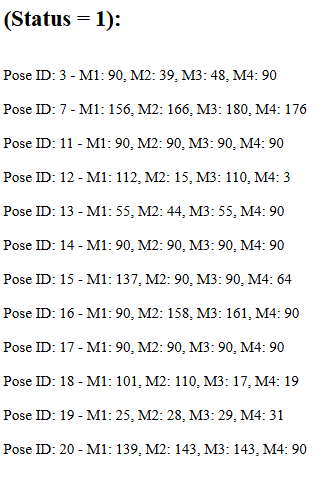 (Status = 1):
Pose ID: 3 - M1: 90, M2: 39, M3: 48, M4: 90
Pose ID: 7 - M1: 156, M2: 166, M3: 180, M4: 176
Pose ID: 11 - M1: 90, M2: 90, M3: 90, M4: 90
Pose ID: 12 - M1: 112, M2: 15, M3: 110, M4: 3
Pose ID: 13 - M1: 55, M2: 44, M3: 55, M4: 90
Pose ID: 14 - M1: 90, M2: 90, M3: 90, M4: 90
Pose ID: 15 - M1: 137, M2: 90, M3: 90, M4: 64
Pose ID: 16 - M1: 90, M2: 158, M3: 161, M4: 90
Pose ID: 17 - M1: 90, M2: 90, M3: 90, M4: 90
Pose ID: 18 - M1: 101, M2: 110, M3: 17, M4: 19
Pose ID: 19 - M1: 25, M2: 28, M3: 29, M4: 31
Pose ID: 20 - M1: 139, M2: 143, M3: 143, M4: 90